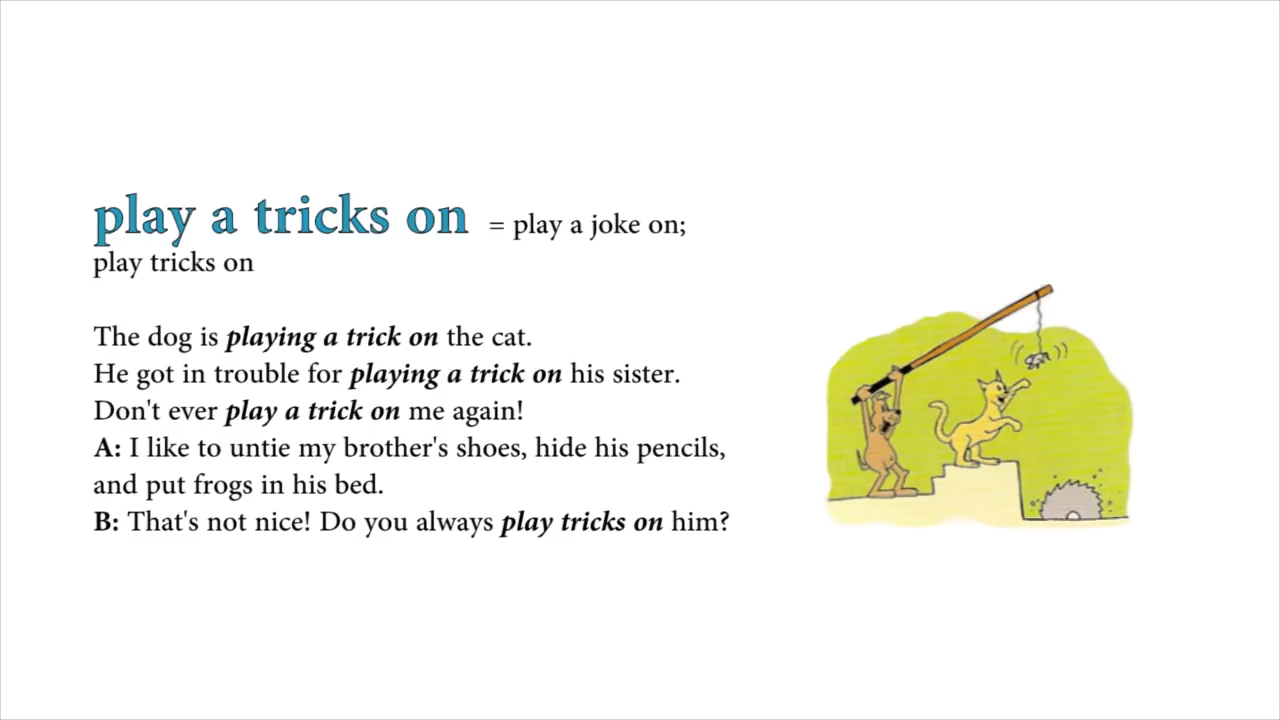 play a tricks on = play a joke on;
play tricks on
The dog is playing a trick on the cat.
He got in trouble for playing a trick on his sister.
Don't ever play a trick on me again!
A: I like to untie my brother's shoes, hide his pencils,
and put frogs in his bed.
B: That's not nice! Do you always play tricks on him?